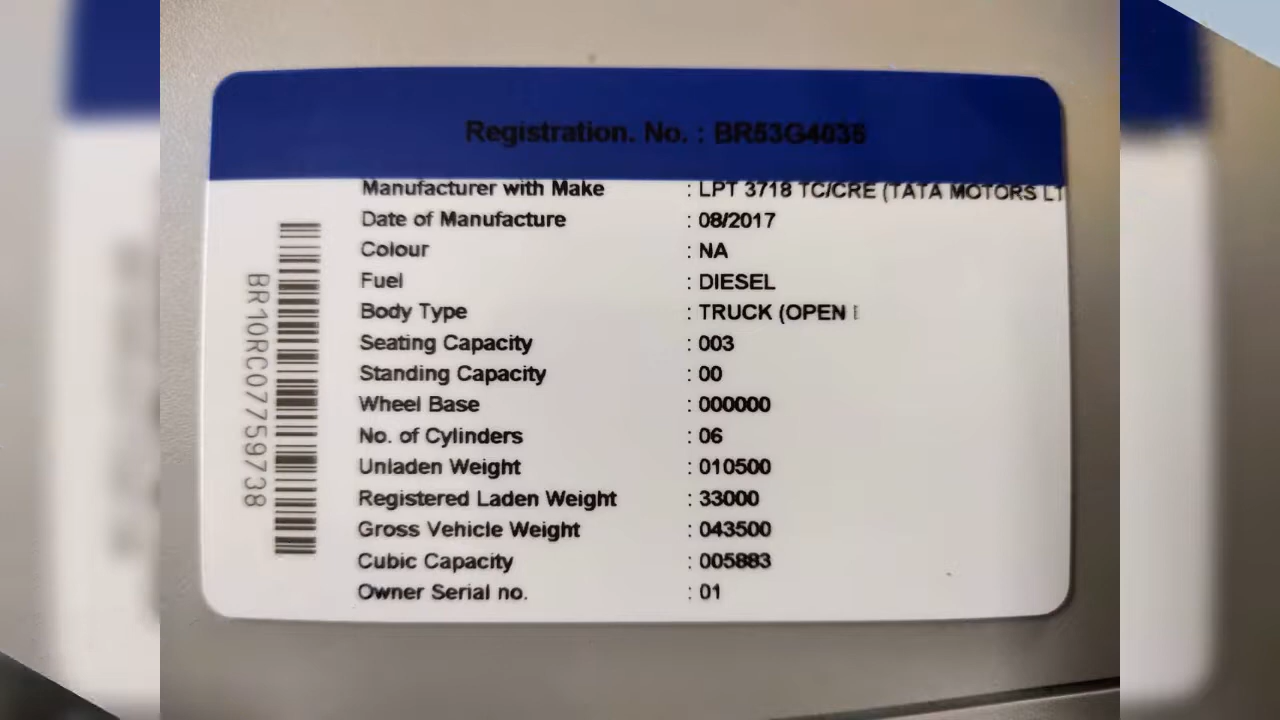 Registration. No. : BR53G4035
Manufacturer with Make : LPT 3718 TC/CRE (TATA MOTORS LT
Date of Manufacture : 08/2017
Colour : NA
Fuel : DIESEL
Body Type : TRUCK (OPEN
Seating Capacity : 003
Standing Capacity : 00
Wheel Base : 000000
No. of Cylinders : 06
Unladen Weight : 010500
Registered Laden Weight : 33000
Gross Vehicle Weight : 043500
Cubic Capacity : 005883
Owner Serial no. : 01
BR10RC07759738